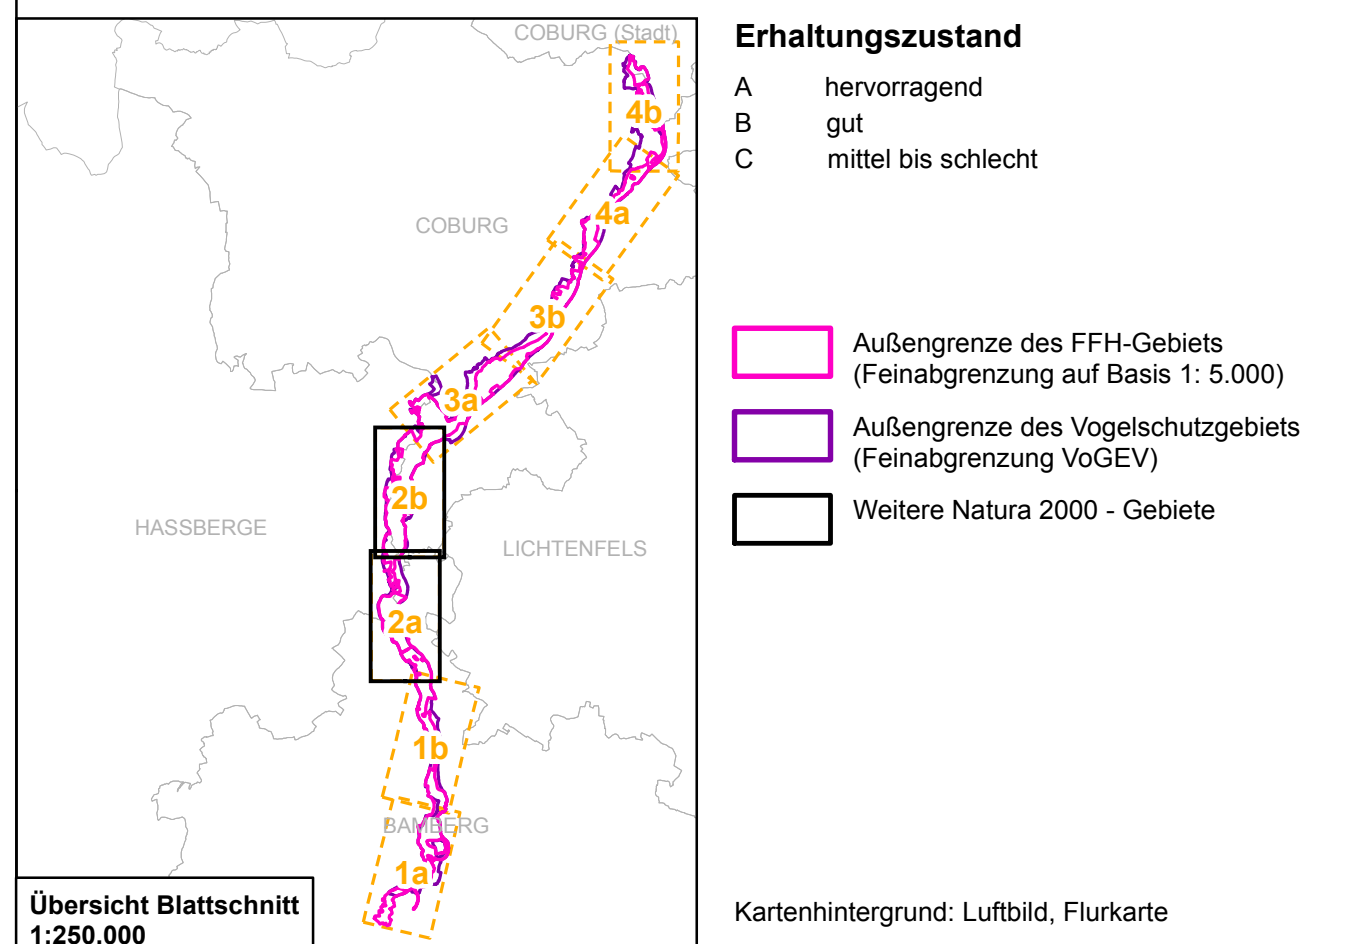 COBURG (Stadt)
4b
4a
COBURG
3b
3a
2b
HASSBERGE
LICHTENFELS
2a
1b
BAMBERG
1a
Übersicht Blattschnitt
1:250.000
Erhaltungszustand
A hervorragend
B gut
C mittel bis schlecht
Außengrenze des FFH-Gebiets
(Feinabgrenzung auf Basis 1: 5.000)
Außengrenze des Vogelschutzgebiets
(Feinabgrenzung VoGEV)
Weitere Natura 2000 - Gebiete
Kartenhintergrund: Luftbild, Flurkarte